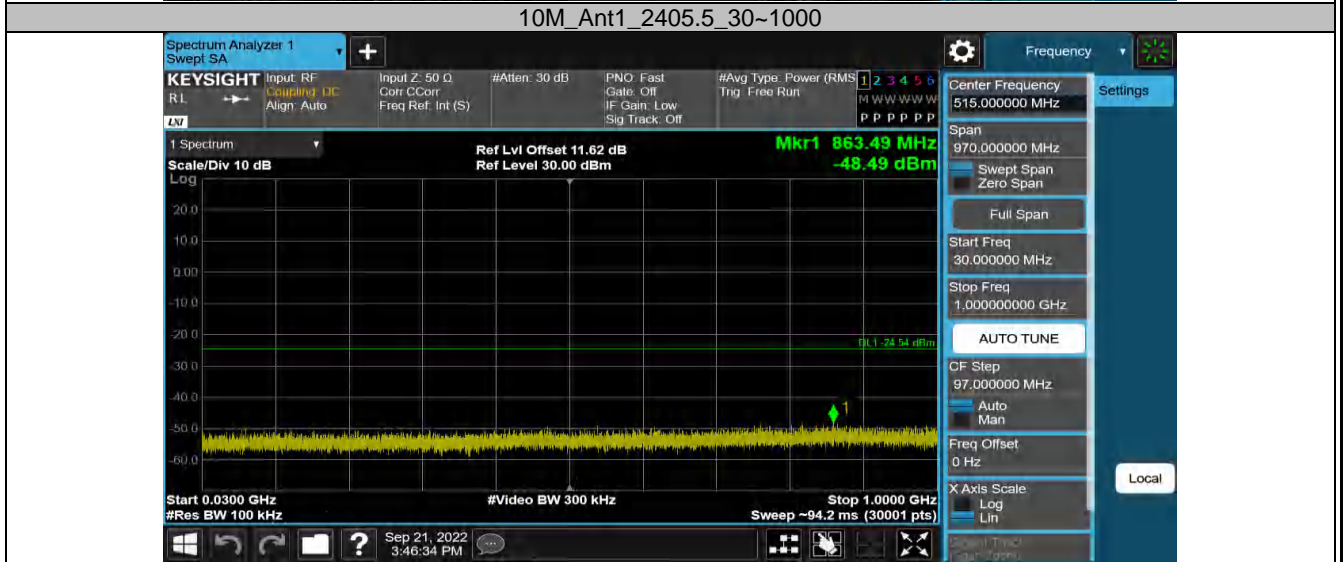 10M_Ant1_2405.5_30~1000
Spectrum Analyzer 1
Swept SA
Frequency
KEYSIGHT
RL
LXI
Input: RF
Coupling: DC
Align: Auto
Input Z: 50 Ω
Corr CCorr
Freq Ref: Int (S)
#Atten: 30 dB
PNO: Fast
Gate: Off
IF Gain: Low
Sig Track: Off
#Avg Type: Power (RMS
Trig: Free Run
1 2 3 4 5 6
M W W W W W
P P P P P P
1 Spectrum
Scale/Div 10 dB
Log
Ref Lvl Offset 11.62 dB
Ref Level 30.00 dBm
Mkr1 863.49 MHz
-48.49 dBm
20.0
10.0
0.00
-10.0
-20.0
DL1 -24.54 dBm
-30.0
-40.0
1
-50.0
-60.0
Start 0.0300 GHz
#Res BW 100 kHz
#Video BW 300 kHz
Stop 1.0000 GHz
Sweep ~94.2 ms (30001 pts)
Center Frequency
515.000000 MHz
Settings
Span
970.000000 MHz
Swept Span
Zero Span
Full Span
Start Freq
30.000000 MHz
Stop Freq
1.000000000 GHz
AUTO TUNE
CF Step
97.000000 MHz
Auto
Man
Freq Offset
0 Hz
X Axis Scale
Log
Lin
Local
?
Sep 21, 2022
3:46:34 PM